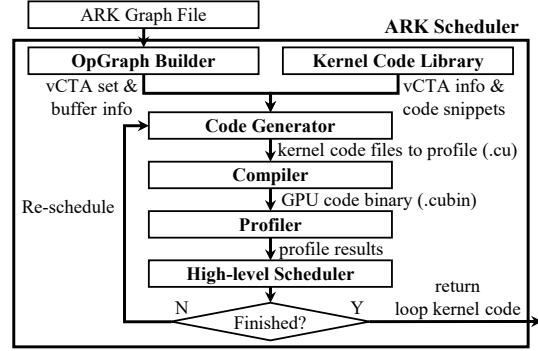 ARK Graph File
ARK Scheduler
OpGraph Builder
Kernel Code Library
vCTA set &
buffer info
vCTA info &
code snippets
Code Generator
kernel code files to profile (.cu)
Compiler
Re-schedule
GPU code binary (.cubin)
Profiler
profile results
High-level Scheduler
return
loop kernel code
N
Y
Finished?